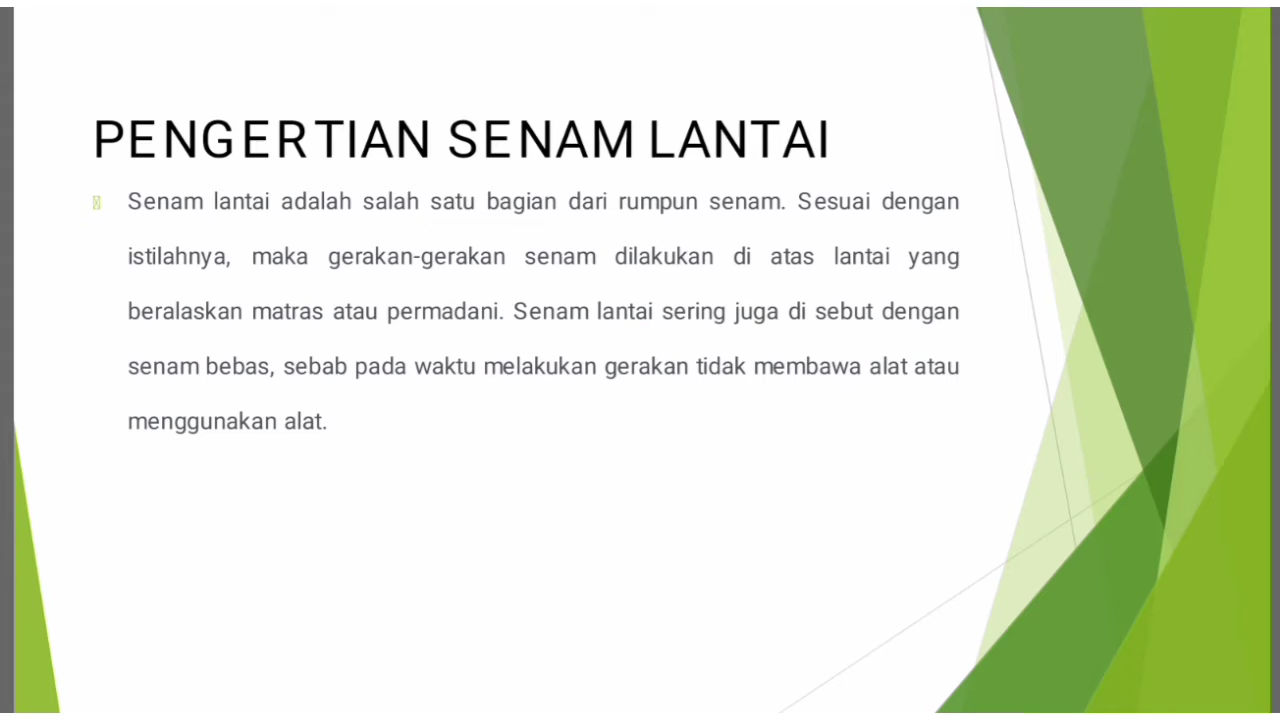 PENGERTIAN SENAM LANTAI
Senam lantai adalah salah satu bagian dari rumpun senam. Sesuai dengan
istilahnya, maka gerakan-gerakan senam dilakukan di atas lantai yang
beralaskan matras atau permadani. Senam lantai sering juga di sebut dengan
senam bebas, sebab pada waktu melakukan gerakan tidak membawa alat atau
menggunakan alat.